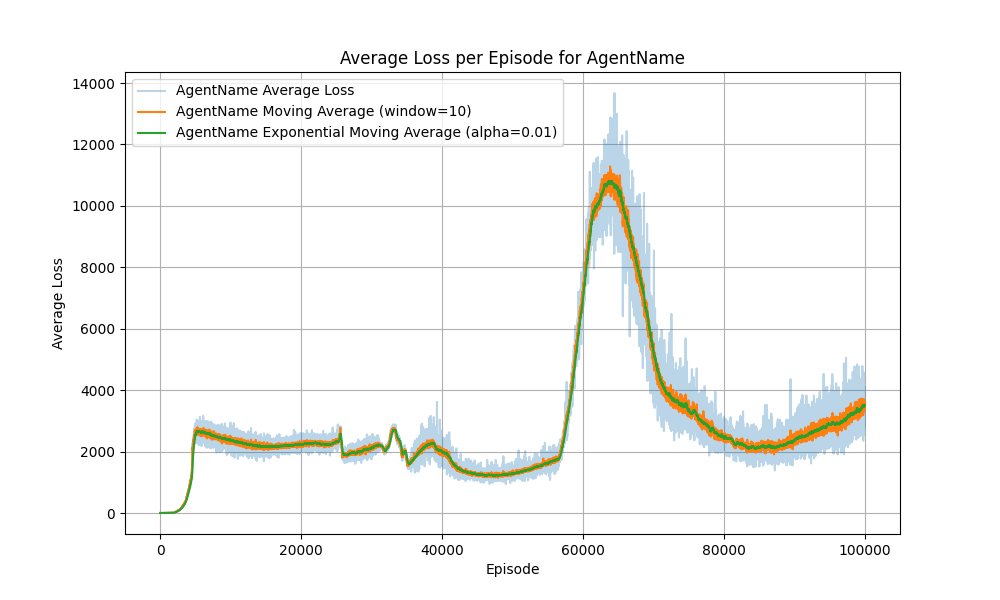 Average Loss per Episode for AgentName
14000
12000
10000
8000
6000
4000
2000
0
Average Loss
AgentName Average Loss
AgentName Moving Average (window=10)
AgentName Exponential Moving Average (alpha=0.01)
0 20000 40000 60000 80000 100000
Episode